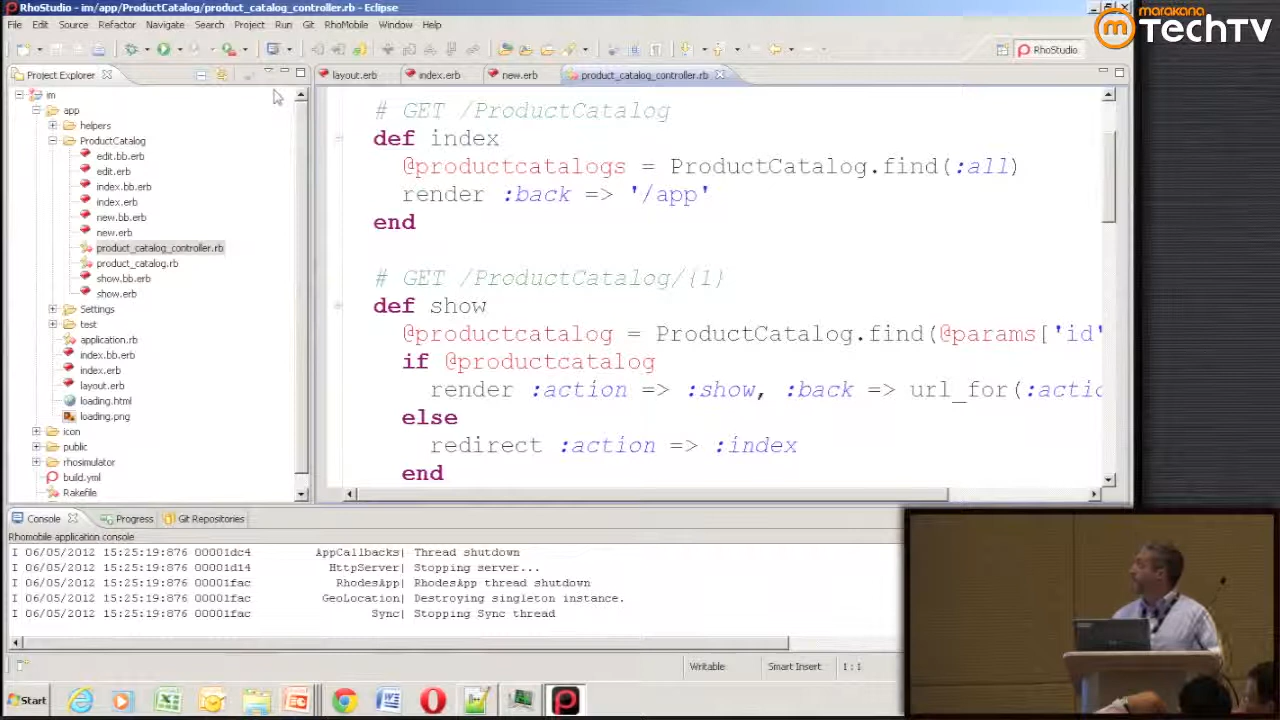 RhoStudio - im/app/ProductCatalog/product_catalog_controller.rb - Eclipse
marakana
TechTV
File Edit Source Refactor Navigate Search Project Run Git RhoMobile Window Help
RhoStudio
Project Explorer
layout.erb
index.erb
new.erb
product_catalog_controller.rb
im
app
helpers
ProductCatalog
edit.bb.erb
edit.erb
index.bb.erb
index.erb
new.bb.erb
new.erb
product_catalog_controller.rb
product_catalog.rb
show.bb.erb
show.erb
Settings
test
application.rb
index.bb.erb
index.erb
layout.erb
loading.html
loading.png
icon
public
rhosimulator
build.yml
Rakefile
# GET /ProductCatalog
def index
@productcatalogs = ProductCatalog.find(:all)
render :back => '/app'
end
# GET /ProductCatalog/{1}
def show
@productcatalog = ProductCatalog.find(@params['id'
if @productcatalog
render :action => :show, :back => url_for(:actio
else
redirect :action => :index
end
Console Progress Git Repositories
Rhomobile application console
I 06/05/2012 15:25:19:876 00001dc4 AppCallbacks| Thread shutdown
I 06/05/2012 15:25:19:876 00001d14 HttpServer| Stopping server...
I 06/05/2012 15:25:19:876 00001fac RhodesApp| RhodesApp thread shutdown
I 06/05/2012 15:25:19:876 00001fac GeoLocation| Destroying singleton instance.
I 06/05/2012 15:25:19:876 00001fac Sync| Stopping Sync thread
Writable Smart Insert 1 : 1
Start